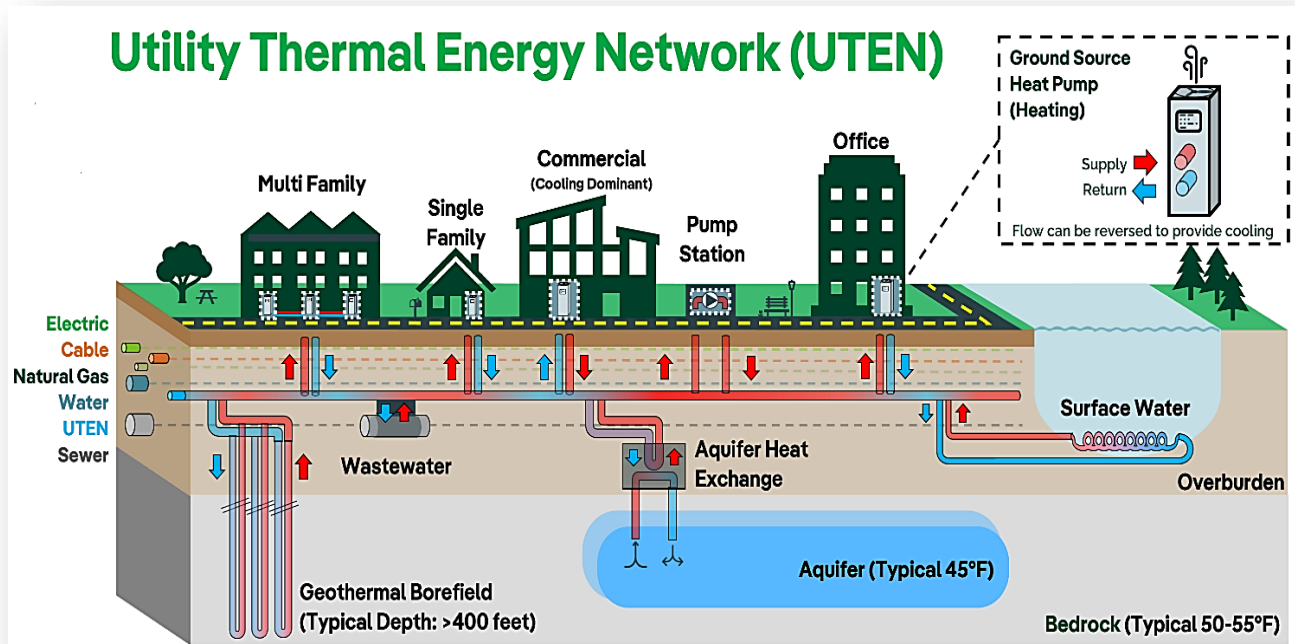 Utility Thermal Energy Network (UTEN)
Ground Source
Heat Pump
(Heating)
Supply
Return
Flow can be reversed to provide cooling
Multi Family
Single
Family
Commercial
(Cooling Dominant)
Pump
Station
Office
Electric
Cable
Natural Gas
Water
UTEN
Sewer
Wastewater
Aquifer Heat
Exchange
Surface Water
Overburden
Geothermal Borefield
(Typical Depth: >400 feet)
Aquifer (Typical 45°F)
Bedrock (Typical 50-55°F)